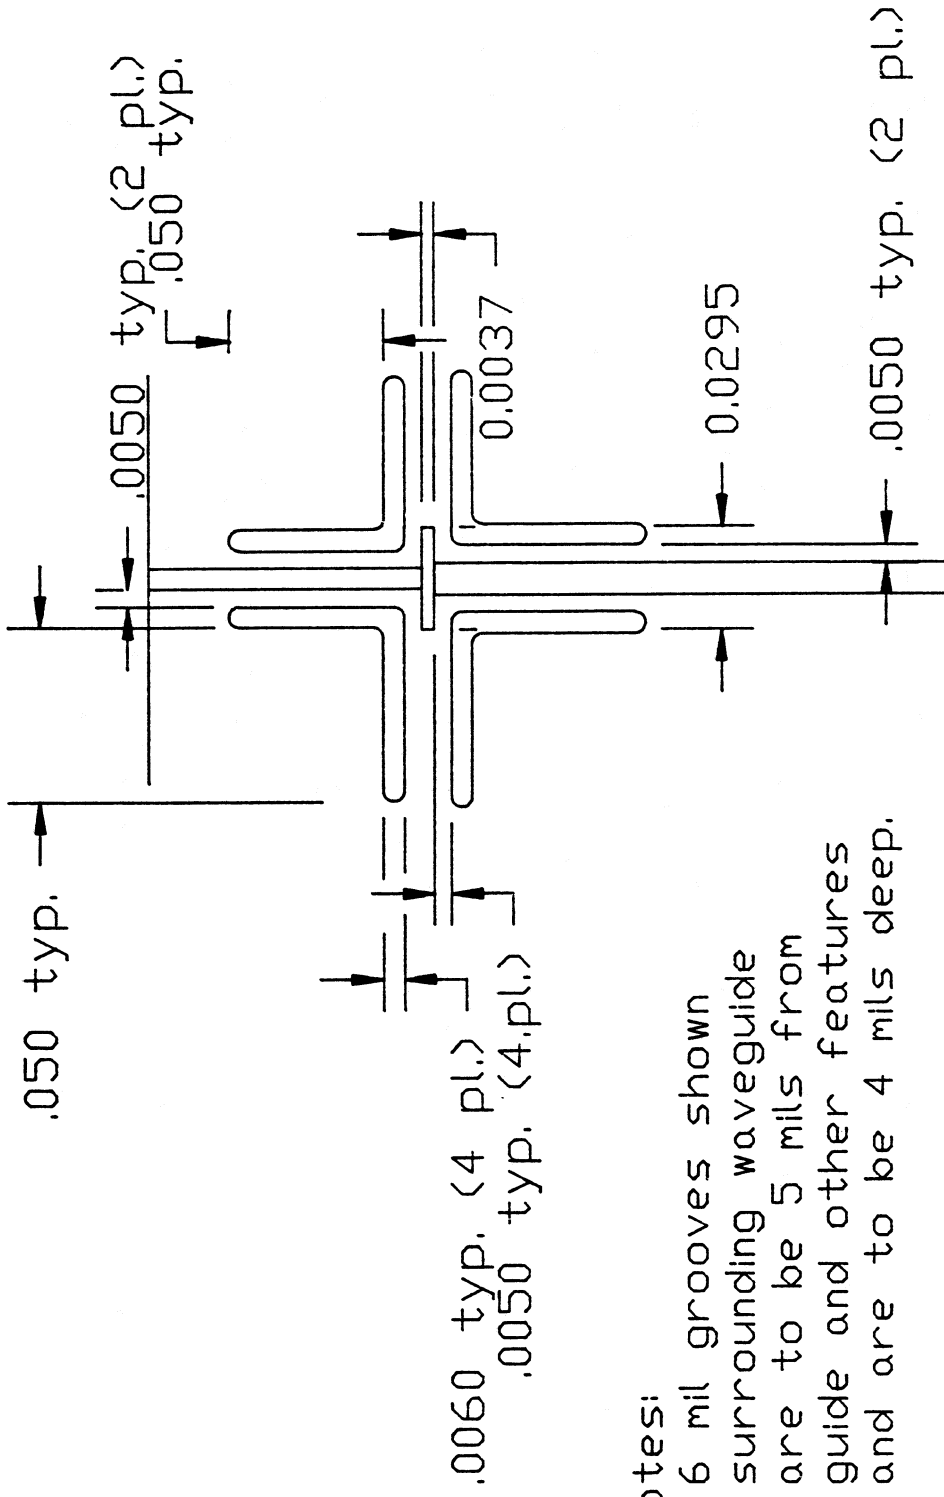 .050 typ.
.0050 typ. (2 pl.)
.050 typ.
0.0037
0.0295
.0050 typ. (2 pl.)
.0060 typ. (4 pl.)
.0050 typ. (4.pl.)
otes:
6 mil grooves shown
surrounding waveguide
are to be 5 mils from
guide and other features
and are to be 4 mils deep.